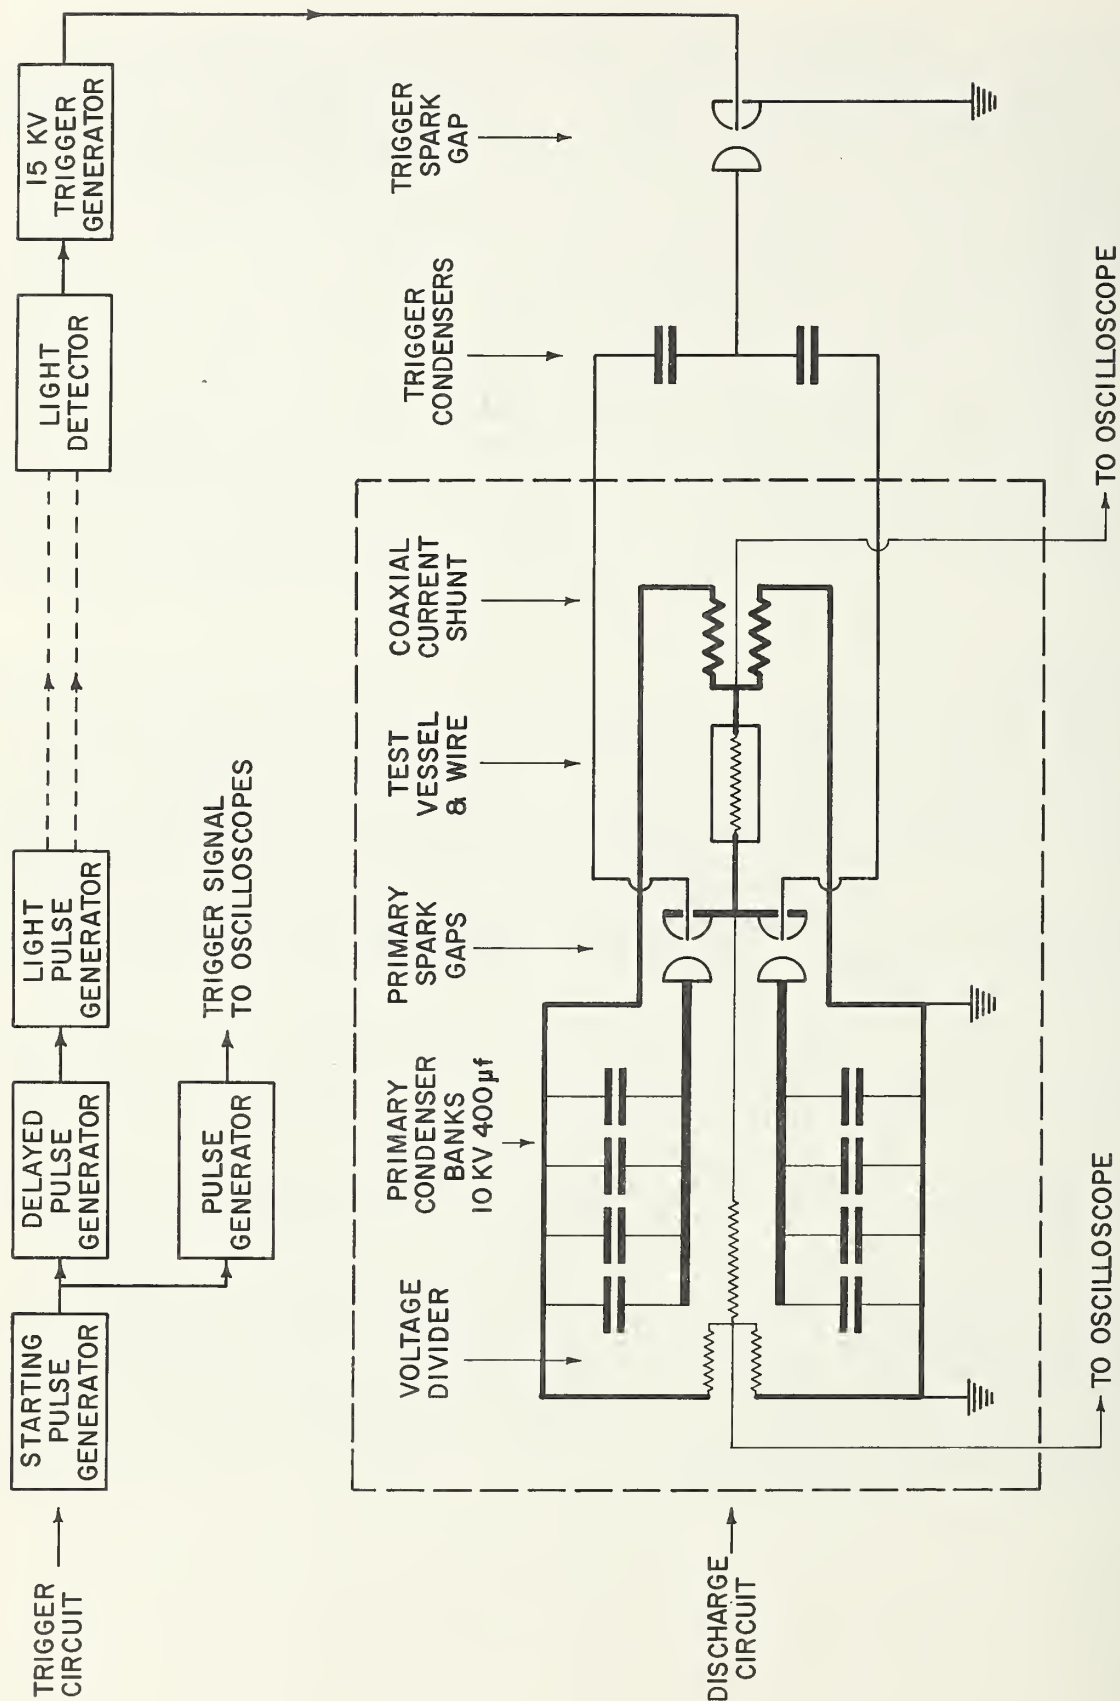 TRIGGER
CIRCUIT
STARTING
PULSE
GENERATOR
DELAYED
PULSE
GENERATOR
LIGHT
PULSE
GENERATOR
LIGHT
DETECTOR
15 KV
TRIGGER
GENERATOR
PULSE
GENERATOR
TRIGGER SIGNAL
TO OSCILLOSCOPES
VOLTAGE
DIVIDER
PRIMARY
CONDENSER
BANKS
10 KV 400 µf
PRIMARY
SPARK
GAPS
TEST
VESSEL
& WIRE
COAXIAL
CURRENT
SHUNT
TRIGGER
CONDENSERS
TRIGGER
SPARK
GAP
DISCHARGE
CIRCUIT
TO OSCILLOSCOPE
TO OSCILLOSCOPE